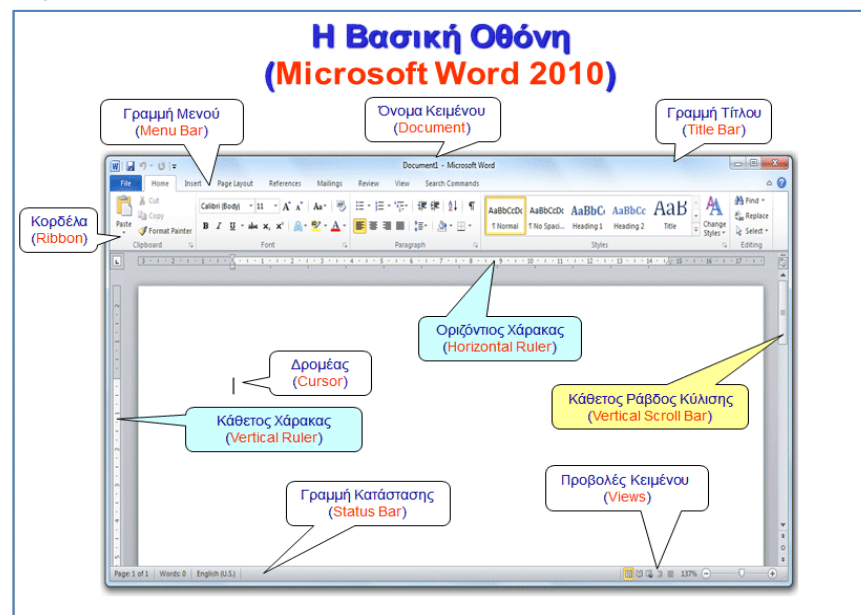 Η Βασική Οθόνη
(Microsoft Word 2010)
Γραμμή Μενού
(Menu Bar)
Όνομα Κειμένου
(Document)
Γραμμή Τίτλου
(Title Bar)
Document1 - Microsoft Word
File Home Insert Page Layout References Mailings Review View Search Commands
Κορδέλα
(Ribbon)
Paste
Cut
Copy
Format Painter
Clipboard
Calibri (Body) 11
B I U abc
Font
Paragraph
AaBbCcDc AaBbCcDc AaBbC AaBbCc AaB
¶ Normal ¶ No Spaci... Heading 1 Heading 2 Title
Change
Styles
Styles
Find
Replace
Select
Editing
Οριζόντιος Χάρακας
(Horizontal Ruler)
Δρομέας
(Cursor)
Κάθετος Ράβδος Κύλισης
(Vertical Scroll Bar)
Κάθετος Χάρακας
(Vertical Ruler)
Προβολές Κειμένου
(Views)
Γραμμή Κατάστασης
(Status Bar)
Page: 1 of 1 Words: 0 English (U.S.) 137%